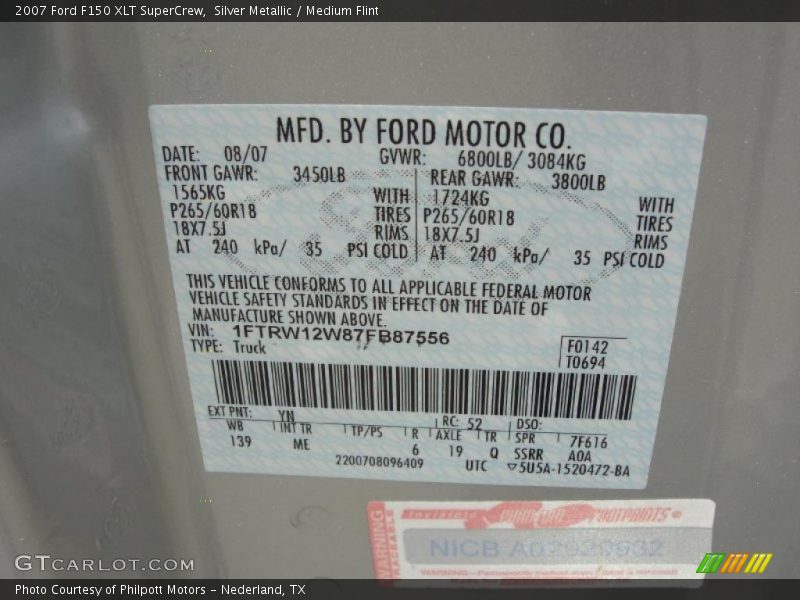 2007 Ford F150 XLT SuperCrew, Silver Metallic / Medium Flint
MFD. BY FORD MOTOR CO.
DATE: 08/07 GVWR: 6800LB/ 3084KG
FRONT GAWR: 3450LB REAR GAWR: 3800LB
1565KG WITH 1724KG WITH
P265/60R18 TIRES P265/60R18 TIRES
18X7.5J RIMS 18X7.5J RIMS
AT 240 kPa/ 35 PSI COLD AT 240 kPa/ 35 PSI COLD
THIS VEHICLE CONFORMS TO ALL APPLICABLE FEDERAL MOTOR
VEHICLE SAFETY STANDARDS IN EFFECT ON THE DATE OF
MANUFACTURE SHOWN ABOVE.
VIN: 1FTRW12W87FB87556
TYPE: Truck F0142
T0694
EXT PNT: YN RC: 52 DSO:
WB INT TR TP/PS R AXLE TR SPR 7F616
139 ME 6 19 Q SSRR A0A
2200708096409 UTC ▽5U5A-1520472-BA
WARNING
Invisible FOOTPRINTS®
NICB
GTCARLOT.COM
Photo Courtesy of Philpott Motors – Nederland, TX